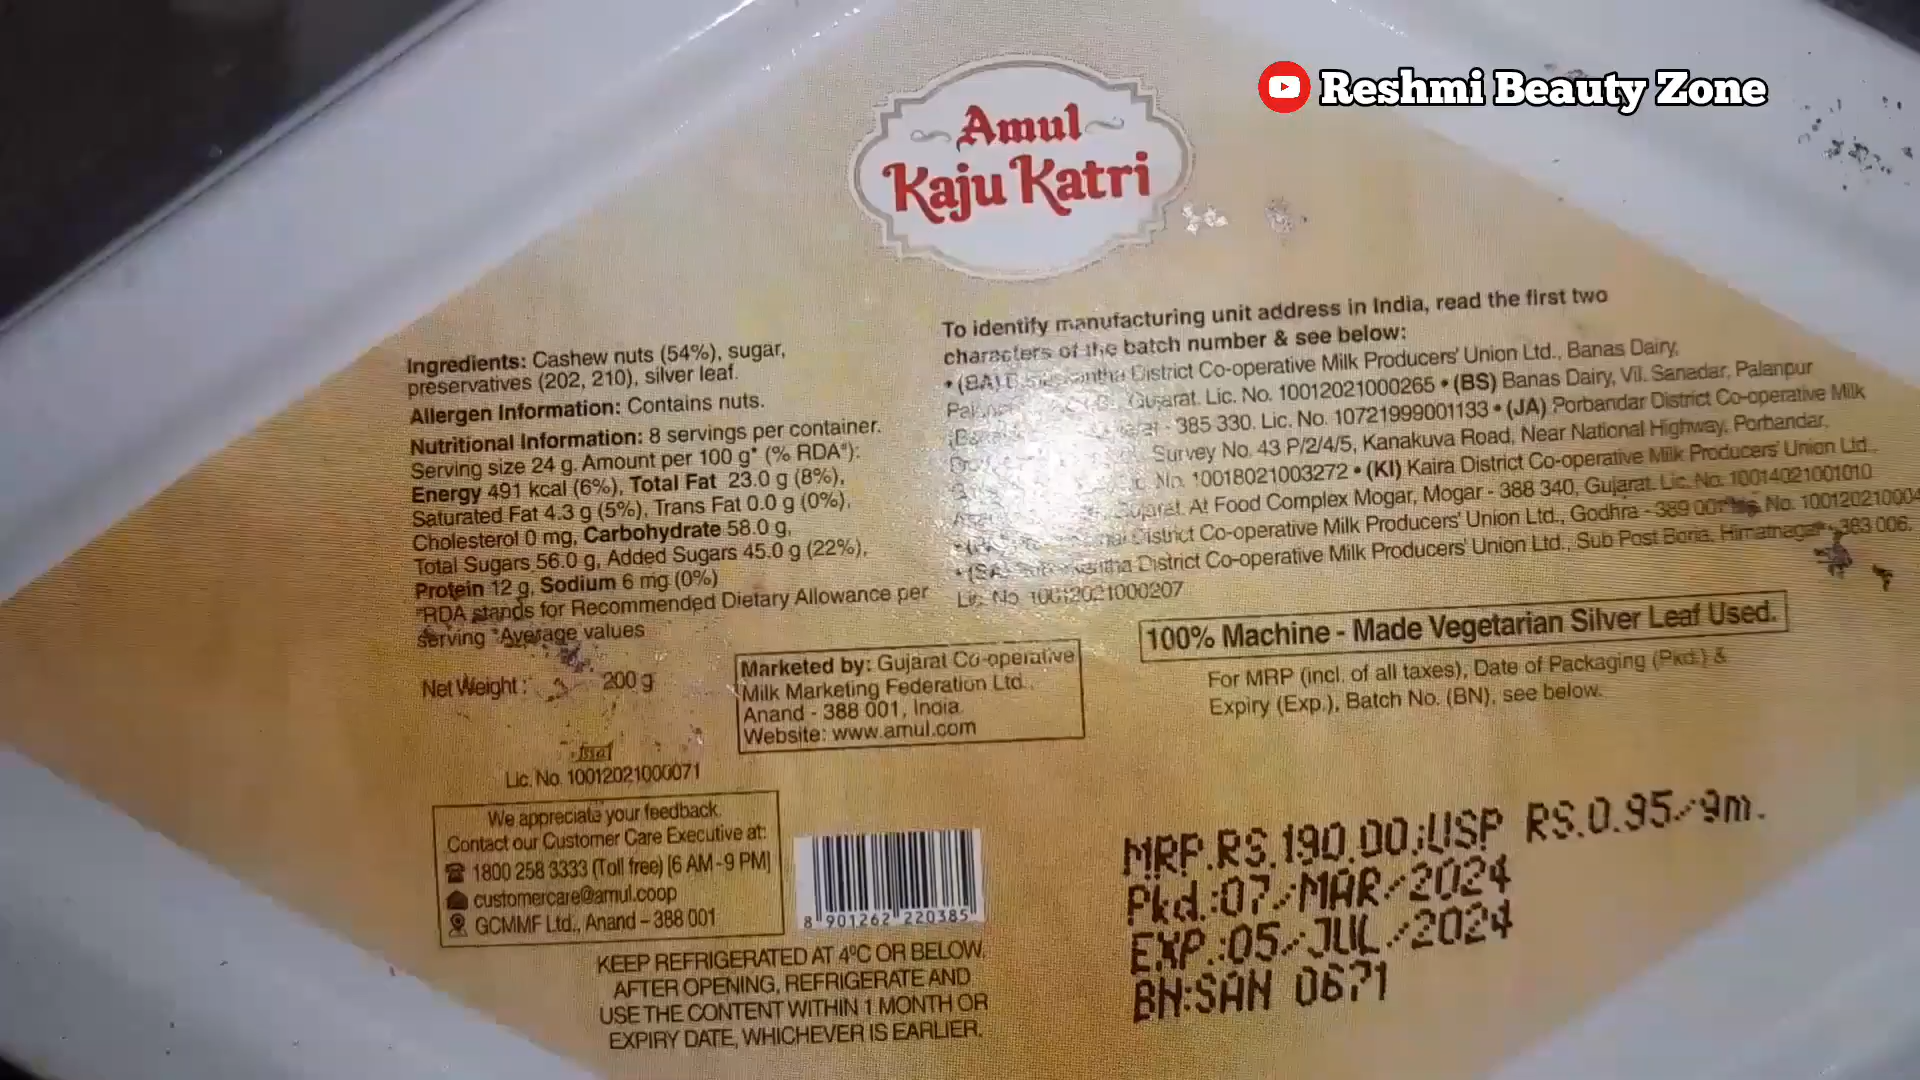 Reshmi Beauty Zone
Amul
Kaju Katri
Ingredients: Cashew nuts (54%), sugar,
preservatives (202, 210), silver leaf.
Allergen Information: Contains nuts.
Nutritional Information: 8 servings per container.
Serving size 24 g. Amount per 100 g* (% RDA#):
Energy 491 kcal (6%), Total Fat 23.0 g (8%),
Saturated Fat 4.3 g (5%), Trans Fat 0.0 g (0%),
Cholesterol 0 mg, Carbohydrate 58.0 g,
Total Sugars 56.0 g, Added Sugars 45.0 g (22%),
Protein 12 g, Sodium 6 mg (0%)
#RDA stands for Recommended Dietary Allowance per
serving *Average values
Net Weight: 200 g
fssai
Lic. No. 10012021000071
To identify manufacturing unit address in India, read the first two
characters of the batch number & see below:
District Co-operative Milk Producers' Union Ltd., Banas Dairy,
Gujarat. Lic. No. 10012021000265 • (BS) Banas Dairy, Vil. Sanadar, Palanpur
- 385 330. Lic. No. 10721999001133 • (JA) Porbandar District Co-operative Milk
Survey No. 43 P/2/4/5, Kanakuva Road, Near National Highway, Porbandar,
No. 10018021003272 • (KI) Kaira District Co-operative Milk Producers' Union Ltd.,
Gujarat. At Food Complex Mogar, Mogar - 388 340, Gujarat. Lic. No. 10014021001010
District Co-operative Milk Producers' Union Ltd., Godhra - 389 001 No.
District Co-operative Milk Producers' Union Ltd., Sub Post Boria, Himatnagar - 383 006.
Lic. No. 10012021000207
100% Machine - Made Vegetarian Silver Leaf Used.
For MRP (incl. of all taxes), Date of Packaging (Pkd.) &
Expiry (Exp.), Batch No. (BN), see below.
Marketed by: Gujarat Co-operative
Milk Marketing Federation Ltd.,
Anand - 388 001, India.
Website: www.amul.com
We appreciate your feedback.
Contact our Customer Care Executive at:
1800 258 3333 (Toll free) [6 AM-9 PM]
customercare@amul.coop
GCMMF Ltd., Anand – 388 001
8 901262 220385
KEEP REFRIGERATED AT 4ºC OR BELOW.
AFTER OPENING, REFRIGERATE AND
USE THE CONTENT WITHIN 1 MONTH OR
EXPIRY DATE, WHICHEVER IS EARLIER.
MRP.RS.190.00;USP RS.0.95/9m.
Pkd.:07/MAR/2024
EXP.:05/JUL/2024
BN:SAN 0671